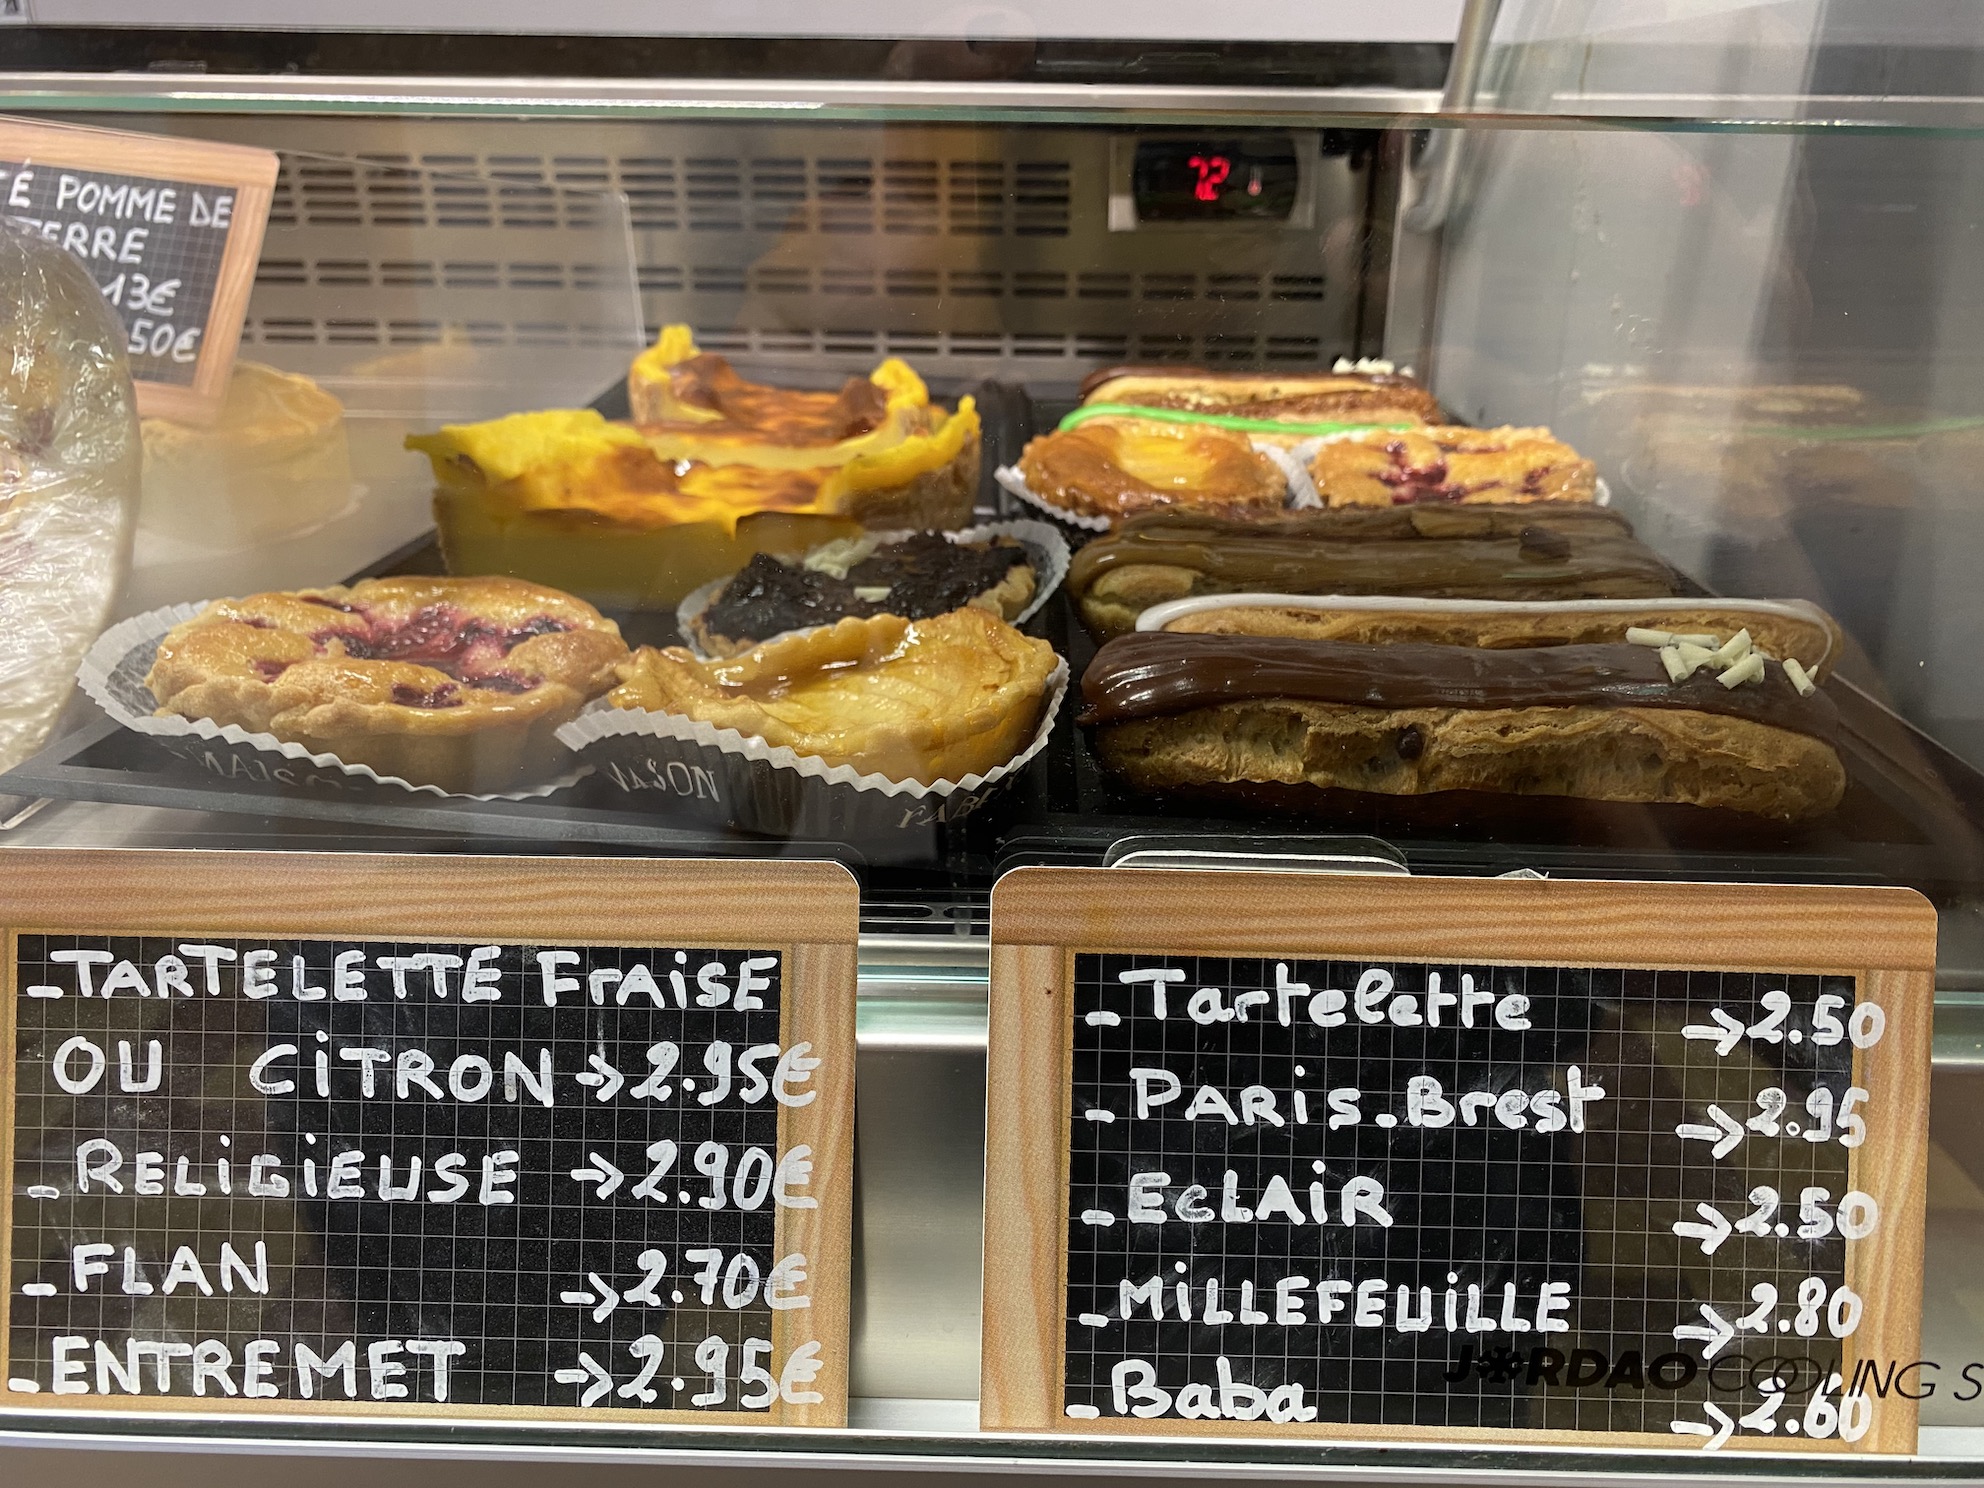 É POMME DE
TERRE
13€
50€
72
MAISON
_TARTELETTE FRAISE
OU CITRON → 2.95€
_RELIGIEUSE → 2.90€
_FLAN → 2.70€
_ENTREMET → 2.95€
_Tartelette → 2.50
_PARIS_Brest → 2.95
_EclAiR → 2.50
_MILLEFEUILLE → 2.80
JORDAO COOLING S
_Baba → 2.60